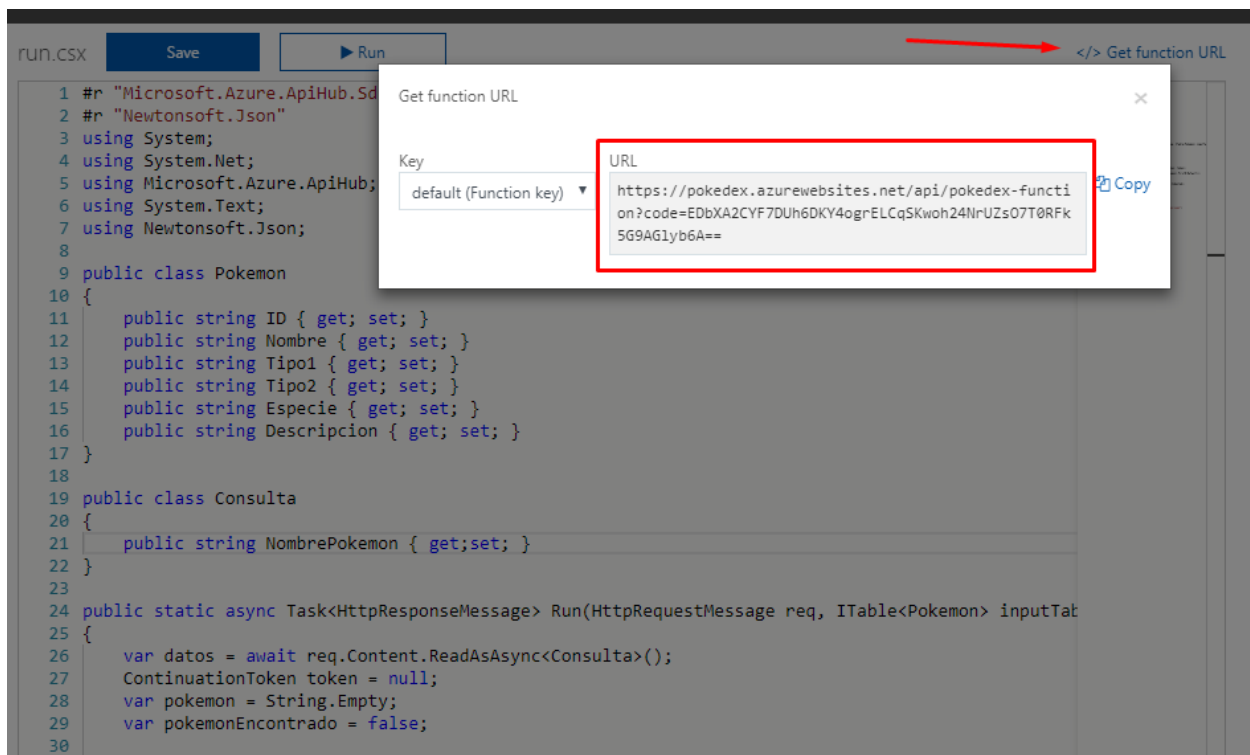 run.csx
Save
Run
</> Get function URL
Get function URL
×
Key
default (Function key)
URL
https://pokedex.azurewebsites.net/api/pokedex-functi
on?code=EDbXA2CYF7DUh6DKY4ogrELCqSKwoh24NrUZsO7T0RFk
5G9AGlyb6A==
Copy
1 #r "Microsoft.Azure.ApiHub.Sd
2 #r "Newtonsoft.Json"
3 using System;
4 using System.Net;
5 using Microsoft.Azure.ApiHub;
6 using System.Text;
7 using Newtonsoft.Json;
8
9 public class Pokemon
10 {
11 public string ID { get; set; }
12 public string Nombre { get; set; }
13 public string Tipo1 { get; set; }
14 public string Tipo2 { get; set; }
15 public string Especie { get; set; }
16 public string Descripcion { get; set; }
17 }
18
19 public class Consulta
20 {
21 public string NombrePokemon { get;set; }
22 }
23
24 public static async Task<HttpResponseMessage> Run(HttpRequestMessage req, ITable<Pokemon> inputTab
25 {
26 var datos = await req.Content.ReadAsAsync<Consulta>();
27 ContinuationToken token = null;
28 var pokemon = String.Empty;
29 var pokemonEncontrado = false;
30